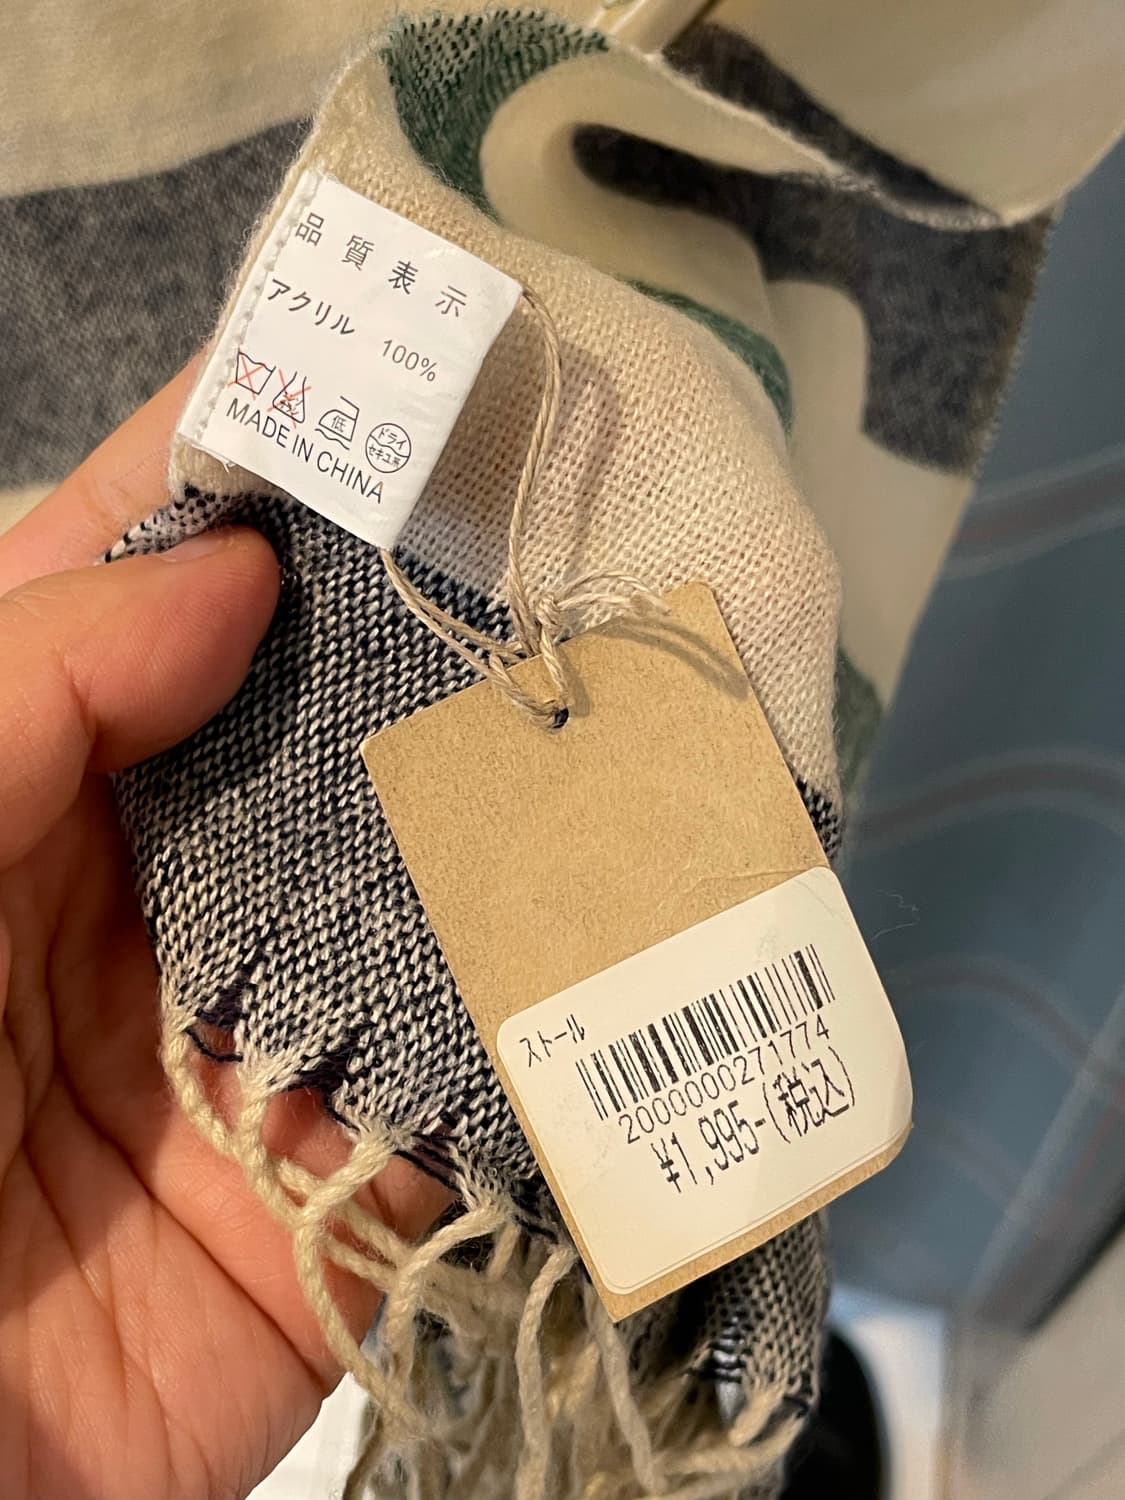 品質表示
アクリル 100%
低 ドライ
セキユ系
MADE IN CHINA
ストール
2000000271774
¥1,995-(税込)